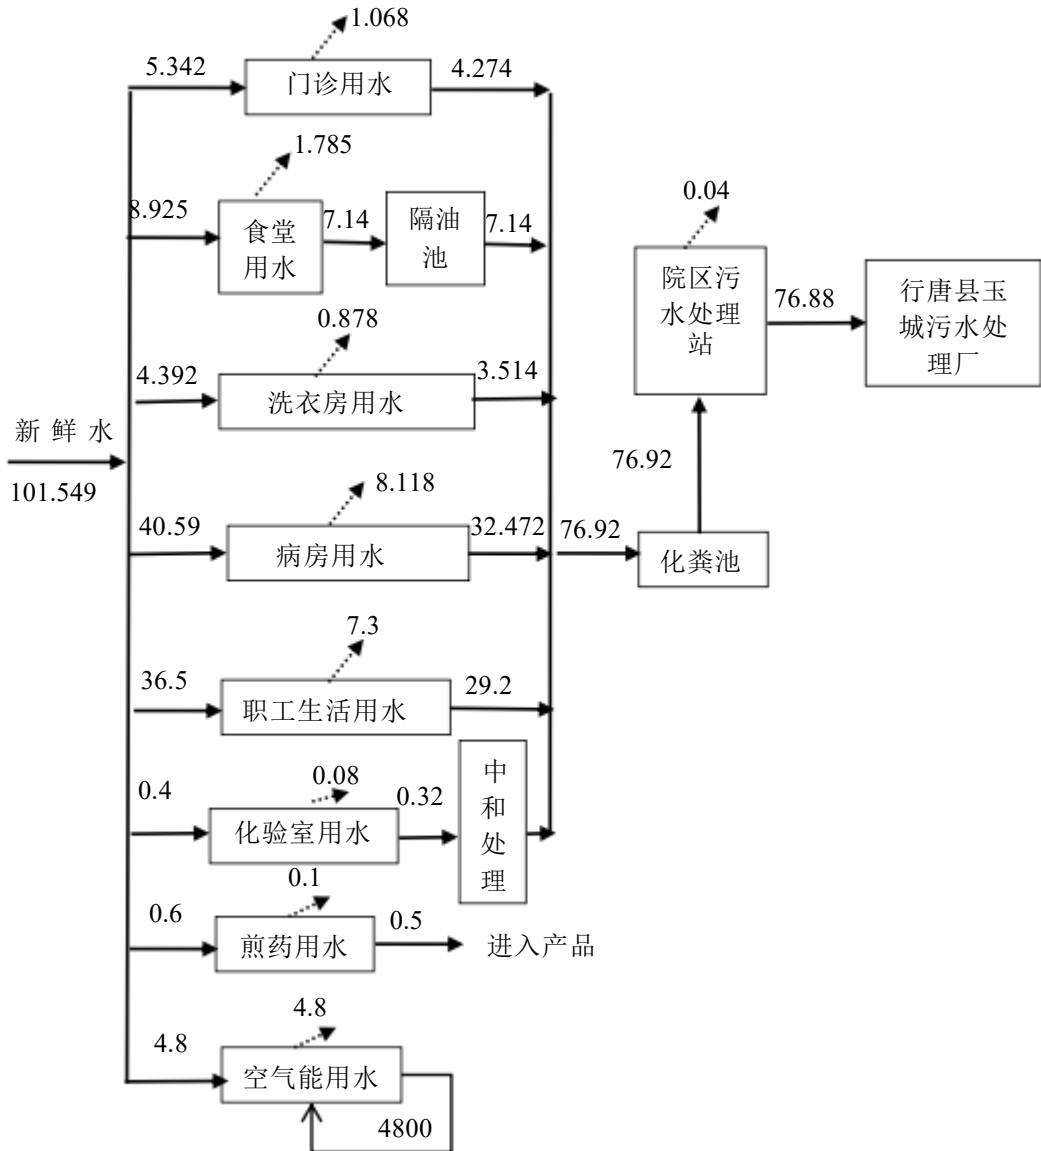 1.068
5.342
门诊用水
4.274
1.785
8.925
食堂
用水
7.14
隔油
池
7.14
0.04
院区污
水处理
站
76.88
行唐县玉
城污水处
理厂
0.878
4.392
洗衣房用水
3.514
新鲜水
101.549
76.92
8.118
40.59
病房用水
32.472
76.92
化粪池
7.3
36.5
职工生活用水
29.2
0.08
0.4
化验室用水
0.32
中
和
处
理
0.1
0.6
煎药用水
0.5
进入产品
4.8
4.8
空气能用水
4800